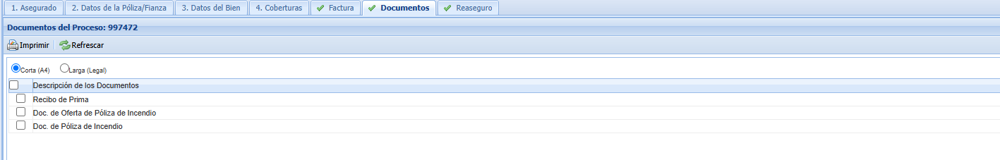 1. Asegurado 2. Datos de la Póliza/Fianza 3. Datos del Bien 4. Coberturas Factura Documentos Reaseguro
Documentos del Proceso: 997472
Imprimir Refrescar
Corta (A4) Larga (Legal)
Descripción de los Documentos
Recibo de Prima
Doc. de Oferta de Póliza de Incendio
Doc. de Póliza de Incendio